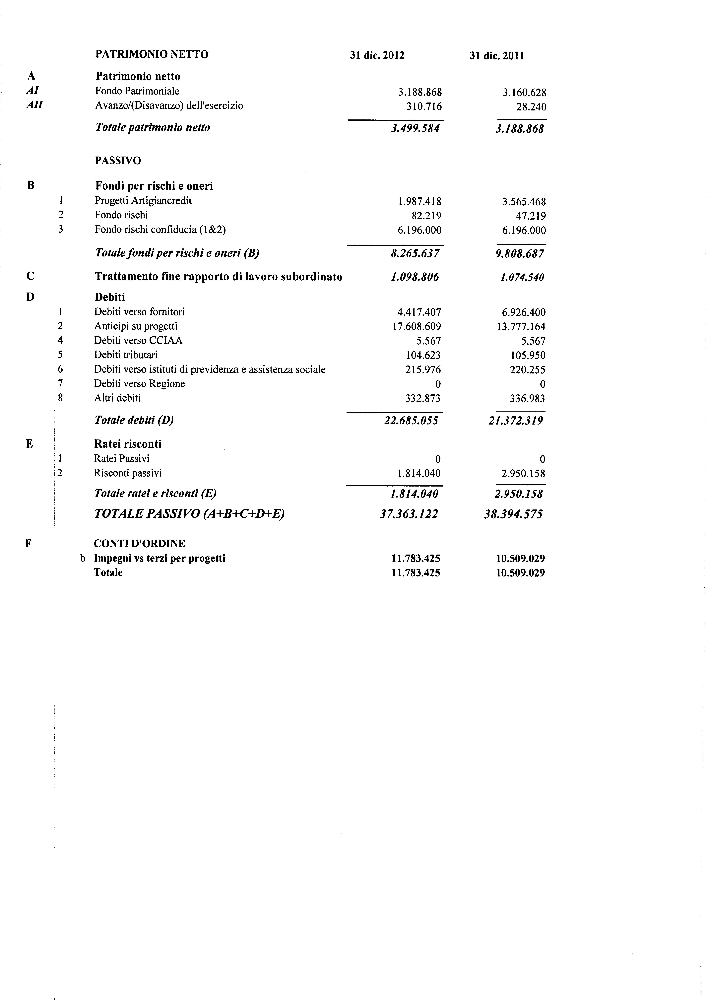 PATRIMONIO NETTO 31 dic. 2012 31 dic. 2011
A Patrimonio netto
AI Fondo Patrimoniale 3.188.868 3.160.628
AII Avanzo/(Disavanzo) dell'esercizio 310.716 28.240
Totale patrimonio netto 3.499.584 3.188.868
PASSIVO
B Fondi per rischi e oneri
1 Progetti Artigiancredit 1.987.418 3.565.468
2 Fondo rischi 82.219 47.219
3 Fondo rischi confiducia (1&2) 6.196.000 6.196.000
Totale fondi per rischi e oneri (B) 8.265.637 9.808.687
C Trattamento fine rapporto di lavoro subordinato 1.098.806 1.074.540
D Debiti
1 Debiti verso fornitori 4.417.407 6.926.400
2 Anticipi su progetti 17.608.609 13.777.164
4 Debiti verso CCIAA 5.567 5.567
5 Debiti tributari 104.623 105.950
6 Debiti verso istituti di previdenza e assistenza sociale 215.976 220.255
7 Debiti verso Regione 0 0
8 Altri debiti 332.873 336.983
Totale debiti (D) 22.685.055 21.372.319
E Ratei risconti
1 Ratei Passivi 0 0
2 Risconti passivi 1.814.040 2.950.158
Totale ratei e risconti (E) 1.814.040 2.950.158
TOTALE PASSIVO (A+B+C+D+E) 37.363.122 38.394.575
F CONTI D'ORDINE
b Impegni vs terzi per progetti 11.783.425 10.509.029
Totale 11.783.425 10.509.029